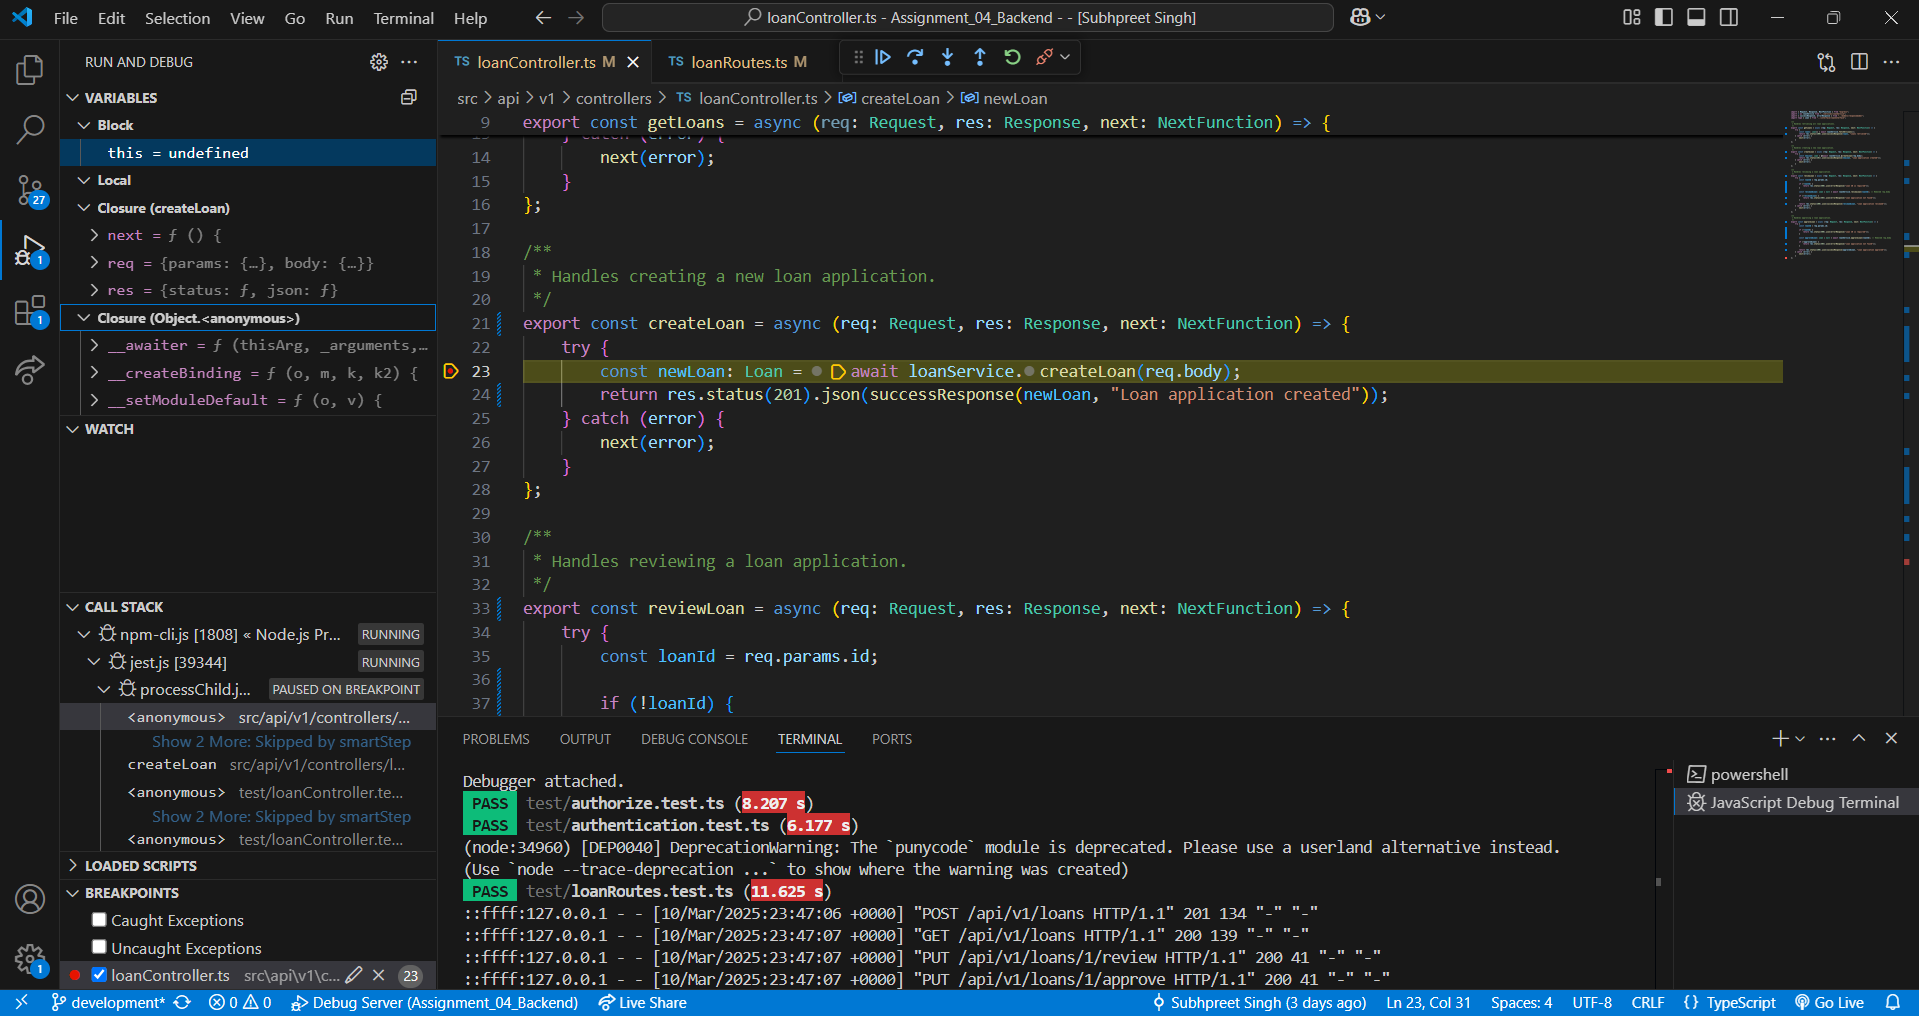 File Edit Selection View Go Run Terminal Help
loanController.ts - Assignment_04_Backend - - [Subhpreet Singh]
RUN AND DEBUG
VARIABLES
Block
this = undefined
Local
Closure (createLoan)
next = ƒ () {
req = {params: {…}, body: {…}}
res = {status: ƒ, json: ƒ}
Closure (Object.<anonymous>)
__awaiter = ƒ (thisArg, _arguments,…
__createBinding = ƒ (o, m, k, k2) {
__setModuleDefault = ƒ (o, v) {
WATCH
CALL STACK
npm-cli.js [1808] « Node.js Pr... RUNNING
jest.js [39344] RUNNING
processChild.j... PAUSED ON BREAKPOINT
<anonymous> src/api/v1/controllers/...
Show 2 More: Skipped by smartStep
createLoan src/api/v1/controllers/l...
<anonymous> test/loanController.te...
Show 2 More: Skipped by smartStep
<anonymous> test/loanController.te...
LOADED SCRIPTS
BREAKPOINTS
Caught Exceptions
Uncaught Exceptions
loanController.ts src\api\v1\c... 23
27
1
1
1
TS loanController.ts M
TS loanRoutes.ts M
src > api > v1 > controllers > TS loanController.ts > createLoan > newLoan
9 export const getLoans = async (req: Request, res: Response, next: NextFunction) => {
14 next(error);
15 }
16 };
17
18 /**
19 * Handles creating a new loan application.
20 */
21 export const createLoan = async (req: Request, res: Response, next: NextFunction) => {
22 try {
23 const newLoan: Loan = await loanService.createLoan(req.body);
24 return res.status(201).json(successResponse(newLoan, "Loan application created"));
25 } catch (error) {
26 next(error);
27 }
28 };
29
30 /**
31 * Handles reviewing a loan application.
32 */
33 export const reviewLoan = async (req: Request, res: Response, next: NextFunction) => {
34 try {
35 const loanId = req.params.id;
36
37 if (!loanId) {
PROBLEMS OUTPUT DEBUG CONSOLE TERMINAL PORTS
Debugger attached.
PASS test/authorize.test.ts (8.207 s)
PASS test/authentication.test.ts (6.177 s)
(node:34960) [DEP0040] DeprecationWarning: The `punycode` module is deprecated. Please use a userland alternative instead.
(Use `node --trace-deprecation ...` to show where the warning was created)
PASS test/loanRoutes.test.ts (11.625 s)
::ffff:127.0.0.1 - - [10/Mar/2025:23:47:06 +0000] "POST /api/v1/loans HTTP/1.1" 201 134 "-" "-"
::ffff:127.0.0.1 - - [10/Mar/2025:23:47:07 +0000] "GET /api/v1/loans HTTP/1.1" 200 139 "-" "-"
::ffff:127.0.0.1 - - [10/Mar/2025:23:47:07 +0000] "PUT /api/v1/loans/1/review HTTP/1.1" 200 41 "-" "-"
::ffff:127.0.0.1 - - [10/Mar/2025:23:47:07 +0000] "PUT /api/v1/loans/1/approve HTTP/1.1" 200 41 "-" "-"
powershell
JavaScript Debug Terminal
development* 0 0 Debug Server (Assignment_04_Backend) Live Share
Subhpreet Singh (3 days ago) Ln 23, Col 31 Spaces: 4 UTF-8 CRLF {} TypeScript Go Live